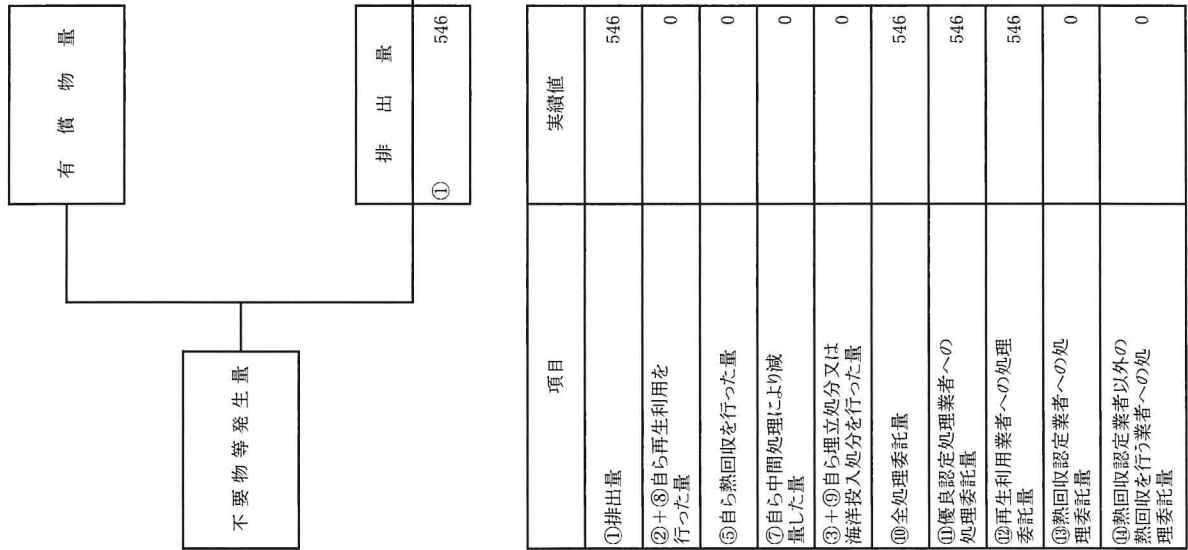 有償物量
不要物等発生量
排出量
① 546
項目 実績値
①排出量 546
②+⑧自ら再生利用を
行った量 0
⑤自ら熱回収を行った量 0
⑦自ら中間処理により減
量した量 0
③+⑨自ら埋立処分又は
海洋投入処分を行った量 0
⑩全処理委託量 546
⑪優良認定処理業者への
処理委託量 546
⑫再生利用業者への処理
委託量 546
⑬熱回収認定業者への処
理委託量 0
⑭熱回収認定業者以外の
熱回収を行う業者への処
理委託量 0